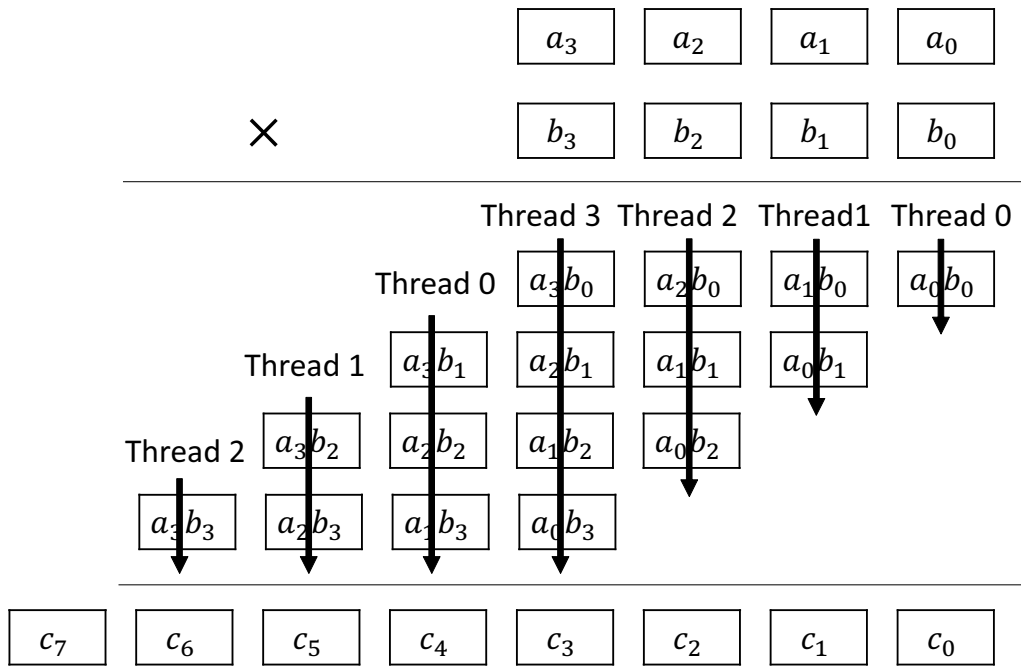 a₃ a₂ a₁ a₀
× b₃ b₂ b₁ b₀
Thread 3 Thread 2 Thread1 Thread 0
Thread 0 a₃b₀ a₂b₀ a₁b₀ a₀b₀
Thread 1 a₃b₁ a₂b₁ a₁b₁ a₀b₁
Thread 2 a₃b₂ a₂b₂ a₁b₂ a₀b₂
a₃b₃ a₂b₃ a₁b₃ a₀b₃
c₇ c₆ c₅ c₄ c₃ c₂ c₁ c₀